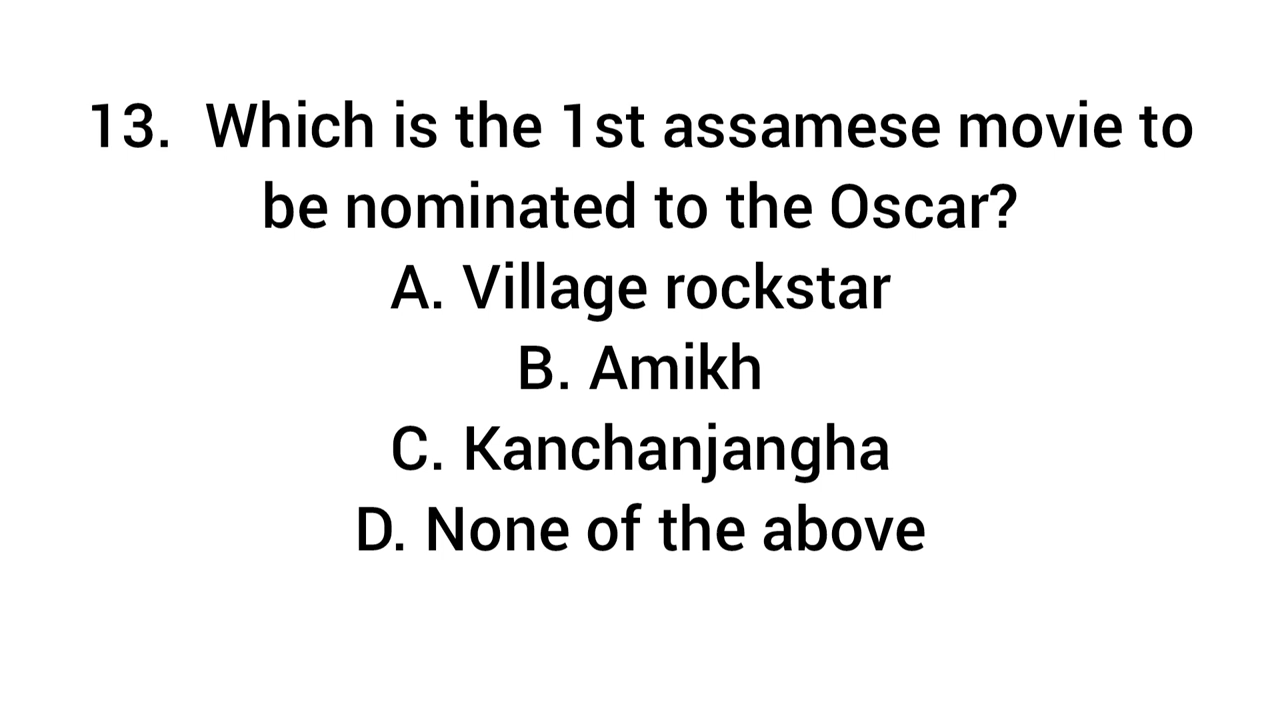 13. Which is the 1st assamese movie to
be nominated to the Oscar?
A. Village rockstar
B. Amikh
C. Kanchanjangha
D. None of the above